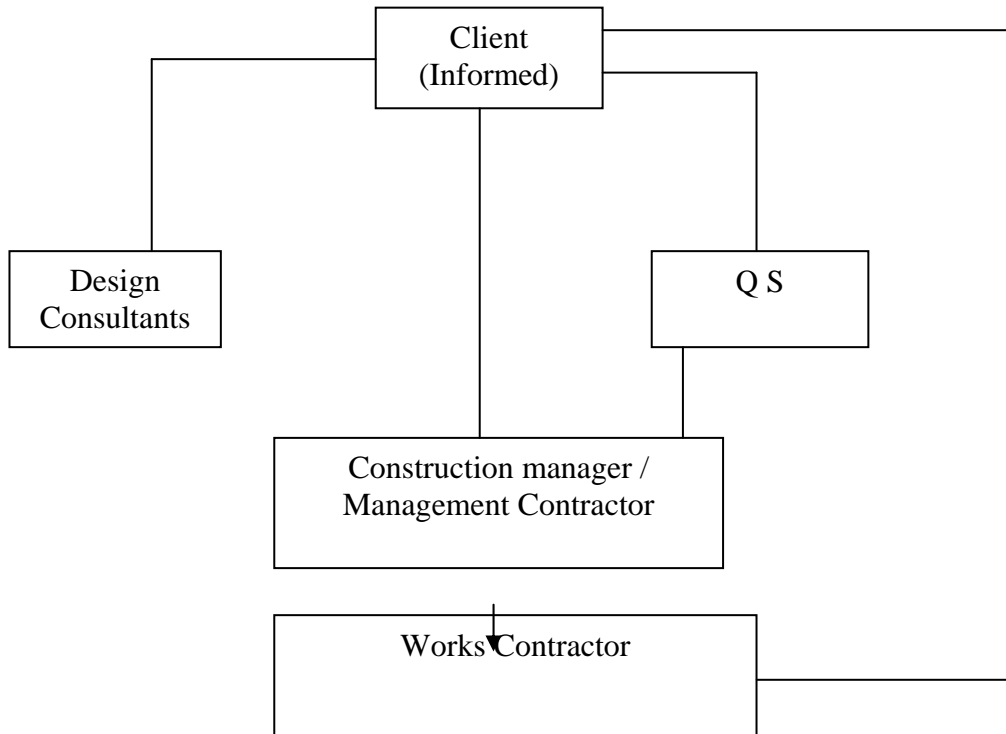 Client
(Informed)
Design
Consultants
Q S
Construction manager /
Management Contractor
Works Contractor